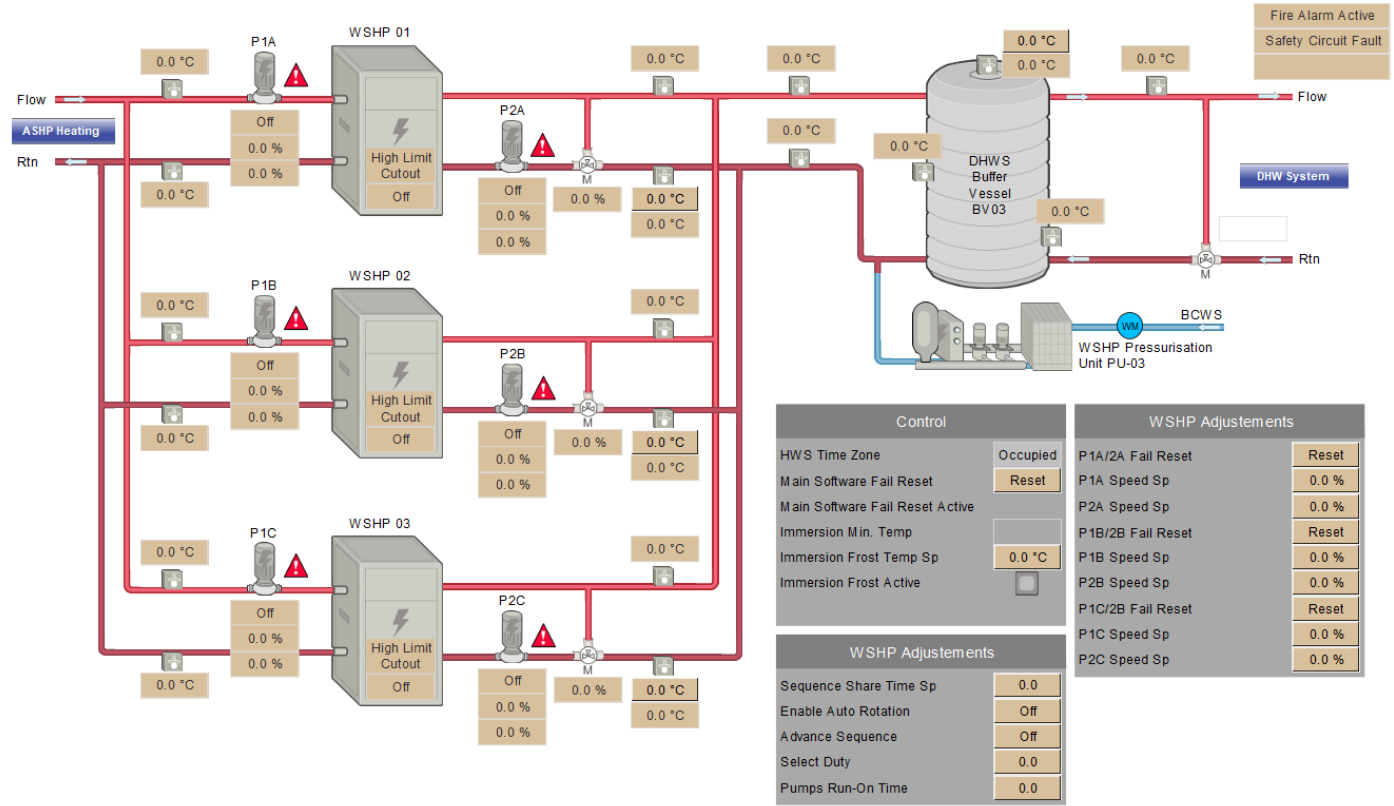 Fire Alarm Active
Safety Circuit Fault
WSHP 01
P1A
0.0 °C
0.0 °C
0.0 °C
0.0 °C
0.0 °C
0.0 °C
Flow
Flow
ASHP Heating
Rtn
Off
0.0 %
0.0 %
High Limit
Cutout
Off
P2A
Off
0.0 %
0.0 %
M
0.0 %
0.0 °C
0.0 °C
0.0 °C
0.0 °C
0.0 °C
DHWS
Buffer
Vessel
BV03
0.0 °C
DHW System
M
Rtn
WSHP 02
P1B
0.0 °C
0.0 °C
Off
0.0 %
0.0 %
High Limit
Cutout
Off
P2B
Off
0.0 %
0.0 %
M
0.0 %
0.0 °C
0.0 °C
0.0 °C
WM
BCWS
WSHP Pressurisation
Unit PU-03
WSHP 03
P1C
0.0 °C
0.0 °C
Off
0.0 %
0.0 %
High Limit
Cutout
Off
P2C
Off
0.0 %
0.0 %
M
0.0 %
0.0 °C
0.0 °C
0.0 °C
Control
HWS Time Zone Occupied
Main Software Fail Reset Reset
Main Software Fail Reset Active
Immersion Min. Temp
Immersion Frost Temp Sp 0.0 °C
Immersion Frost Active
WSHP Adjustements
P1A/2A Fail Reset Reset
P1A Speed Sp 0.0 %
P2A Speed Sp 0.0 %
P1B/2B Fail Reset Reset
P1B Speed Sp 0.0 %
P2B Speed Sp 0.0 %
P1C/2B Fail Reset Reset
P1C Speed Sp 0.0 %
P2C Speed Sp 0.0 %
WSHP Adjustements
Sequence Share Time Sp 0.0
Enable Auto Rotation Off
Advance Sequence Off
Select Duty 0.0
Pumps Run-On Time 0.0